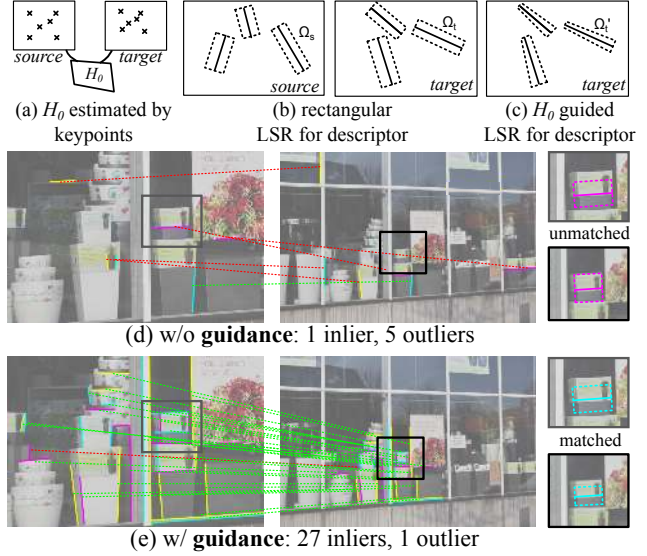 source
target
H₀
(a) H₀ estimated by
keypoints
Ωₛ
source
Ωₜ
target
(b) rectangular
LSR for descriptor
Ωₜ'
target
(c) H₀ guided
LSR for descriptor
unmatched
(d) w/o guidance: 1 inlier, 5 outliers
matched
(e) w/ guidance: 27 inliers, 1 outlier